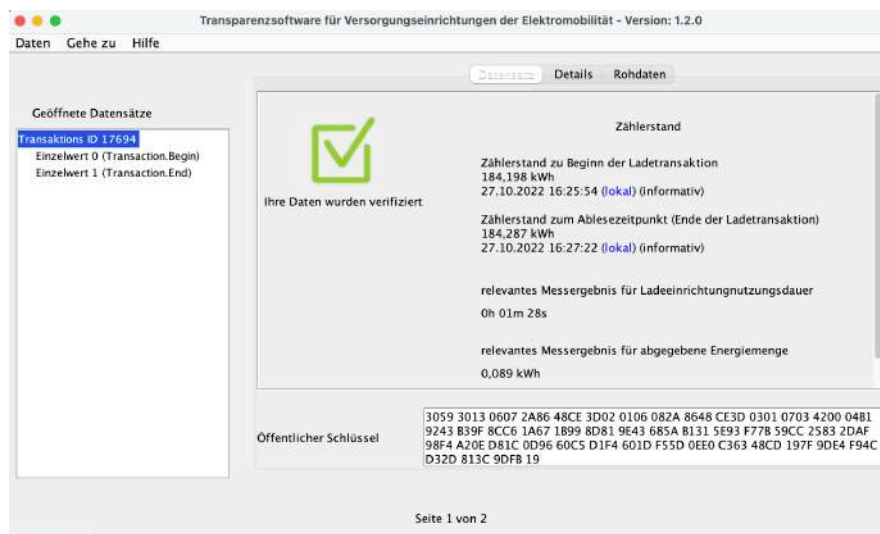 Transparenzsoftware für Versorgungseinrichtungen der Elektromobilität - Version: 1.2.0
Daten Gehe zu Hilfe
Datensatz Details Rohdaten
Geöffnete Datensätze
Transaktions ID 17694
Einzelwert 0 (Transaction.Begin)
Einzelwert 1 (Transaction.End)
Ihre Daten wurden verifiziert
Zählerstand
Zählerstand zu Beginn der Ladetransaktion
184,198 kWh
27.10.2022 16:25:54 (lokal) (informativ)
Zählerstand zum Ablesezeitpunkt (Ende der Ladetransaktion)
184,287 kWh
27.10.2022 16:27:22 (lokal) (informativ)
relevantes Messergebnis für Ladeeinrichtungnutzungsdauer
0h 01m 28s
relevantes Messergebnis für abgegebene Energiemenge
0,089 kWh
Öffentlicher Schlüssel
3059 3013 0607 2A86 48CE 3D02 0106 082A 8648 CE3D 0301 0703 4200 04B1
9243 B39F 8CC6 1A67 1B99 8D81 9E43 685A B131 5E93 F77B 59CC 2583 2DAF
98F4 A20E D81C 0D96 60C5 D1F4 601D F55D 0EE0 C363 48CD 197F 9DE4 F94C
D32D 813C 9DFB 19
Seite 1 von 2